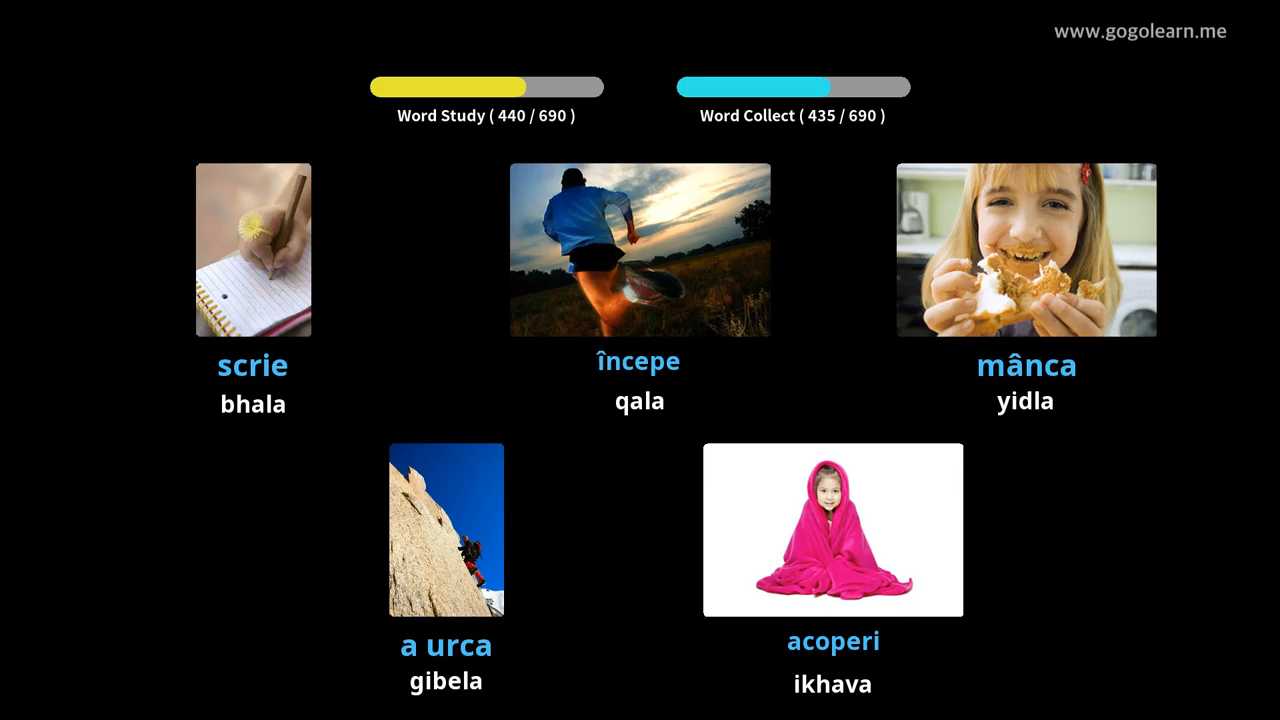 www.gogolearn.me
Word Study ( 440 / 690 )
Word Collect ( 435 / 690 )
scrie
bhala
începe
qala
mânca
yidla
a urca
gibela
acoperi
ikhava